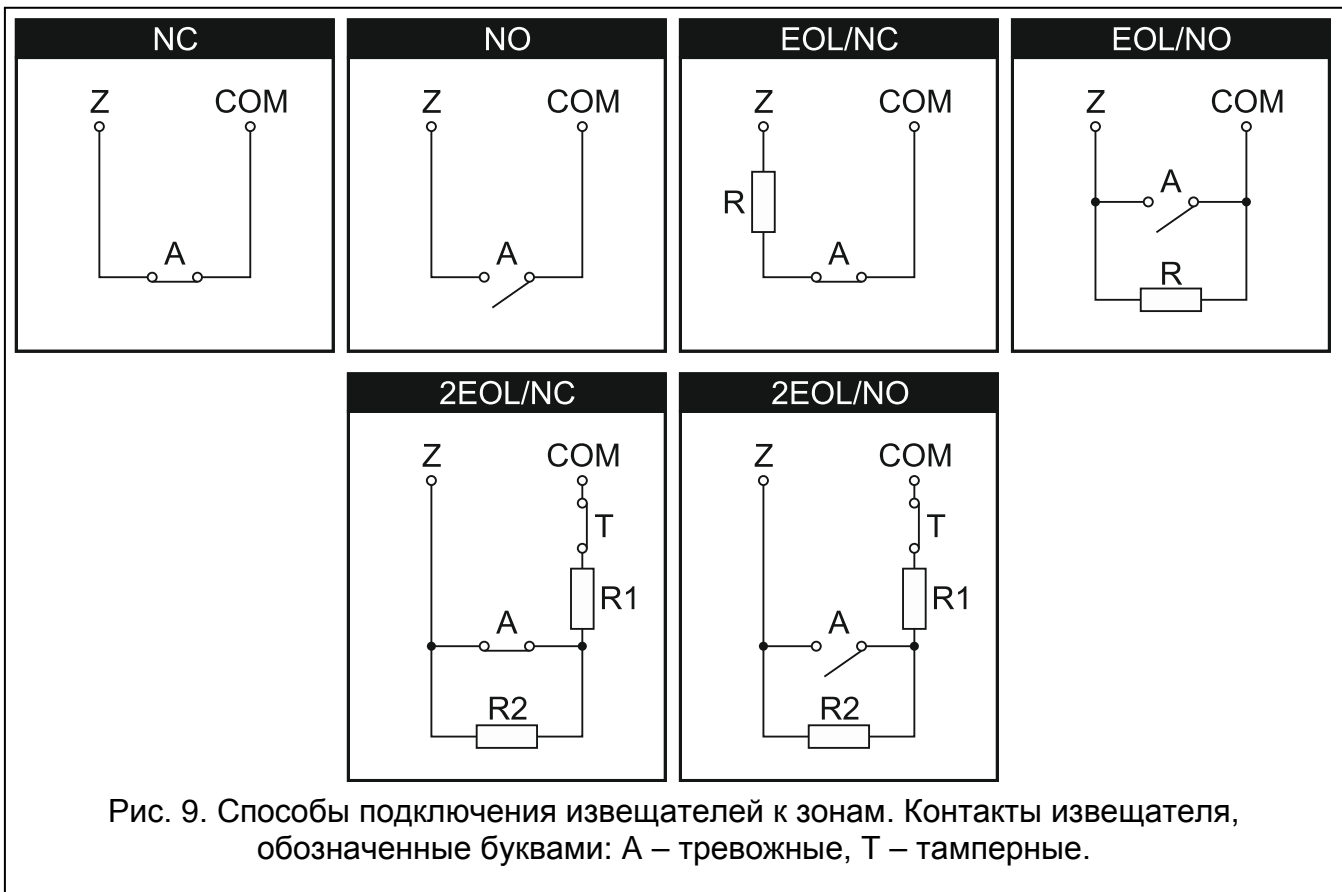 NC
NO
EOL/NC
EOL/NO
Z COM
A
Z COM
A
Z COM
R
A
Z COM
A
R
2EOL/NC
2EOL/NO
Z COM
T
R1
A
R2
Z COM
T
R1
A
R2
Рис. 9. Способы подключения извещателей к зонам. Контакты извещателя,
обозначенные буквами: А – тревожные, Т – тамперные.